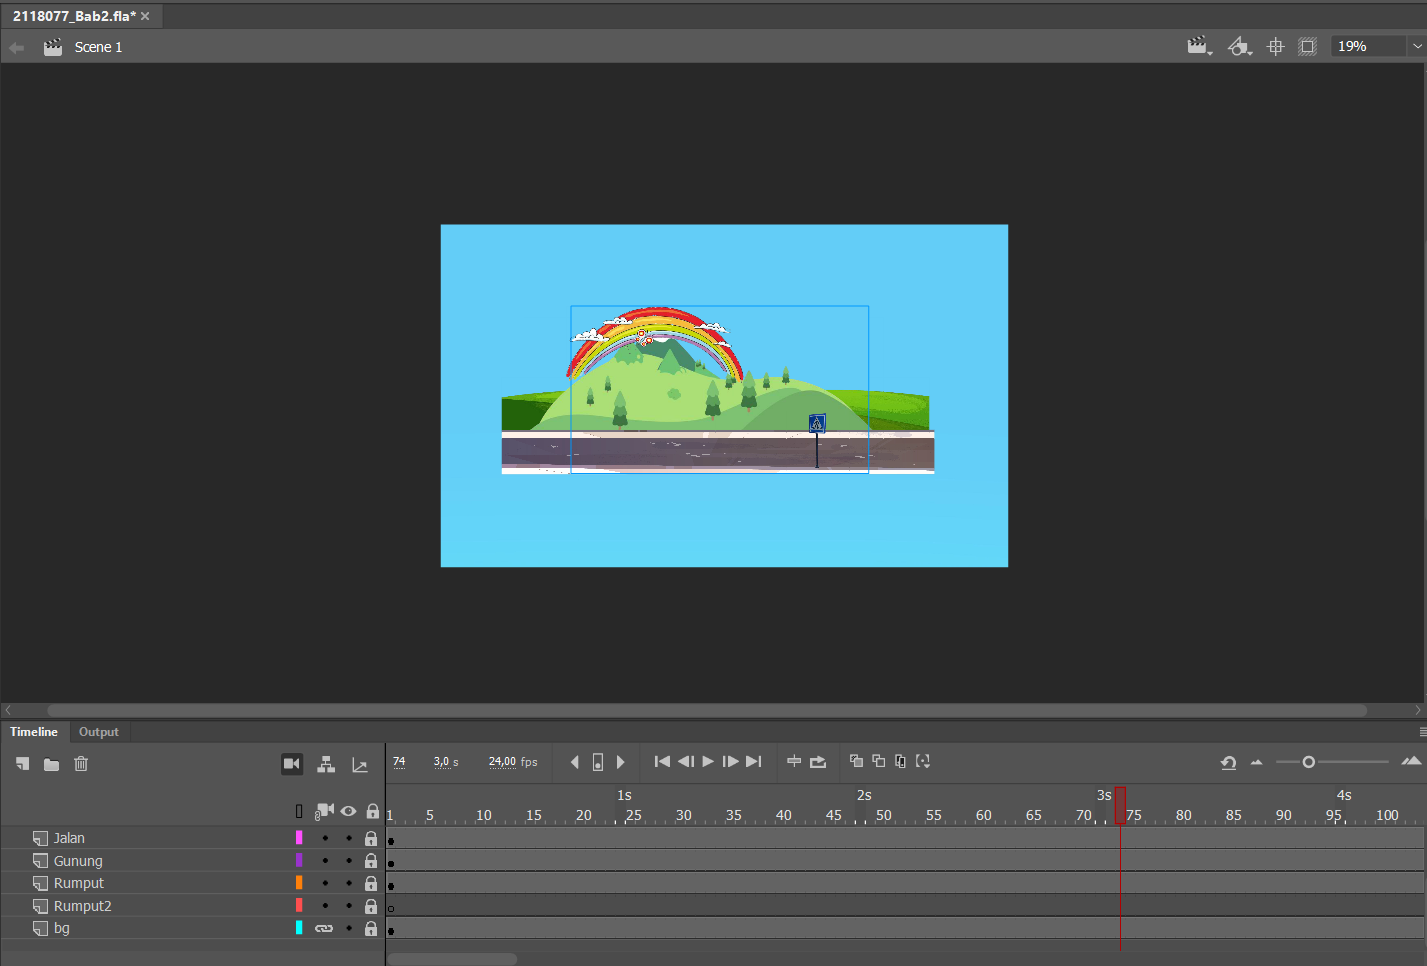 2118077_Bab2.fla*
Scene 1
19%
Timeline
Output
74
3,0 s
24,00 fps
1s
2s
3s
4s
1
5
10
15
20
25
30
35
40
45
50
55
60
65
70
75
80
85
90
95
100
Jalan
Gunung
Rumput
Rumput2
bg